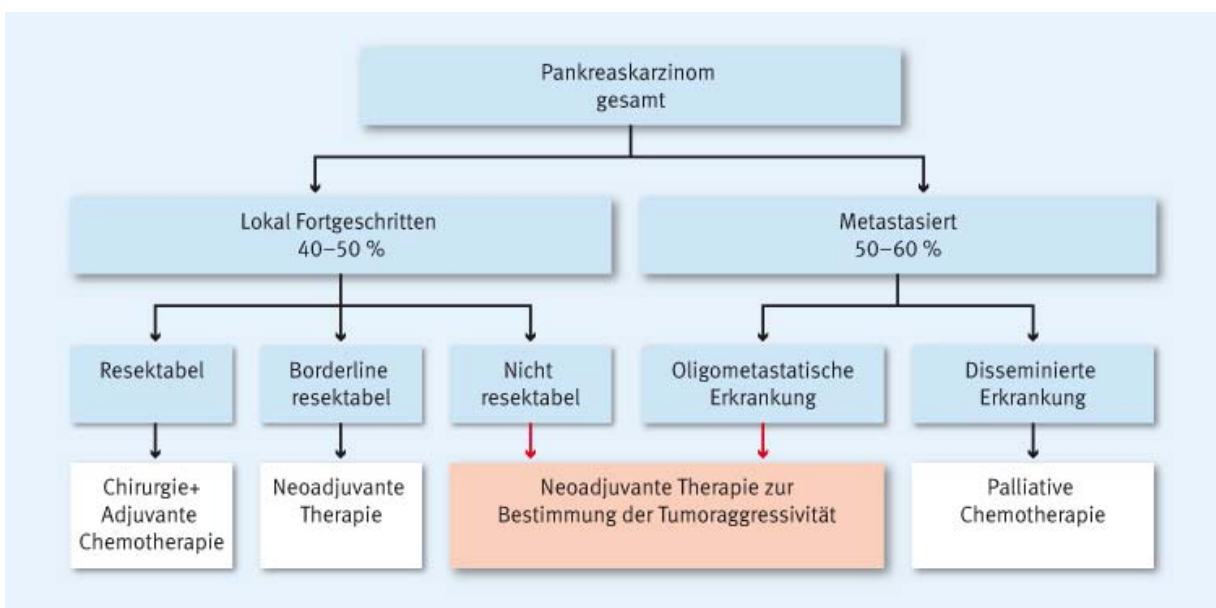 Pankreaskarzinom
gesamt
Lokal Fortgeschritten
40–50 %
Metastasiert
50–60 %
Resektabel
Borderline
resektabel
Nicht
resektabel
Oligometastatische
Erkrankung
Disseminierte
Erkrankung
Chirurgie+
Adjuvante
Chemotherapie
Neoadjuvante
Therapie
Neoadjuvante Therapie zur
Bestimmung der Tumoraggressivität
Palliative
Chemotherapie